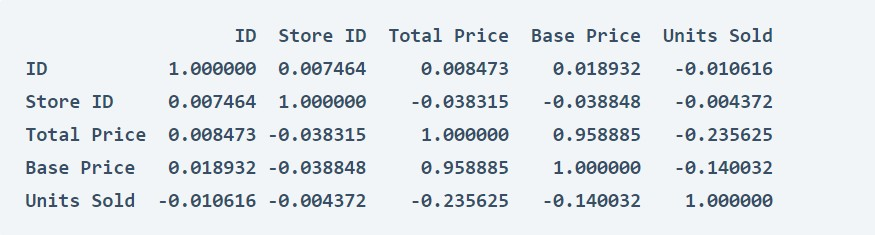 ID Store ID Total Price Base Price Units Sold
ID 1.000000 0.007464 0.008473 0.018932 -0.010616
Store ID 0.007464 1.000000 -0.038315 -0.038848 -0.004372
Total Price 0.008473 -0.038315 1.000000 0.958885 -0.235625
Base Price 0.018932 -0.038848 0.958885 1.000000 -0.140032
Units Sold -0.010616 -0.004372 -0.235625 -0.140032 1.000000